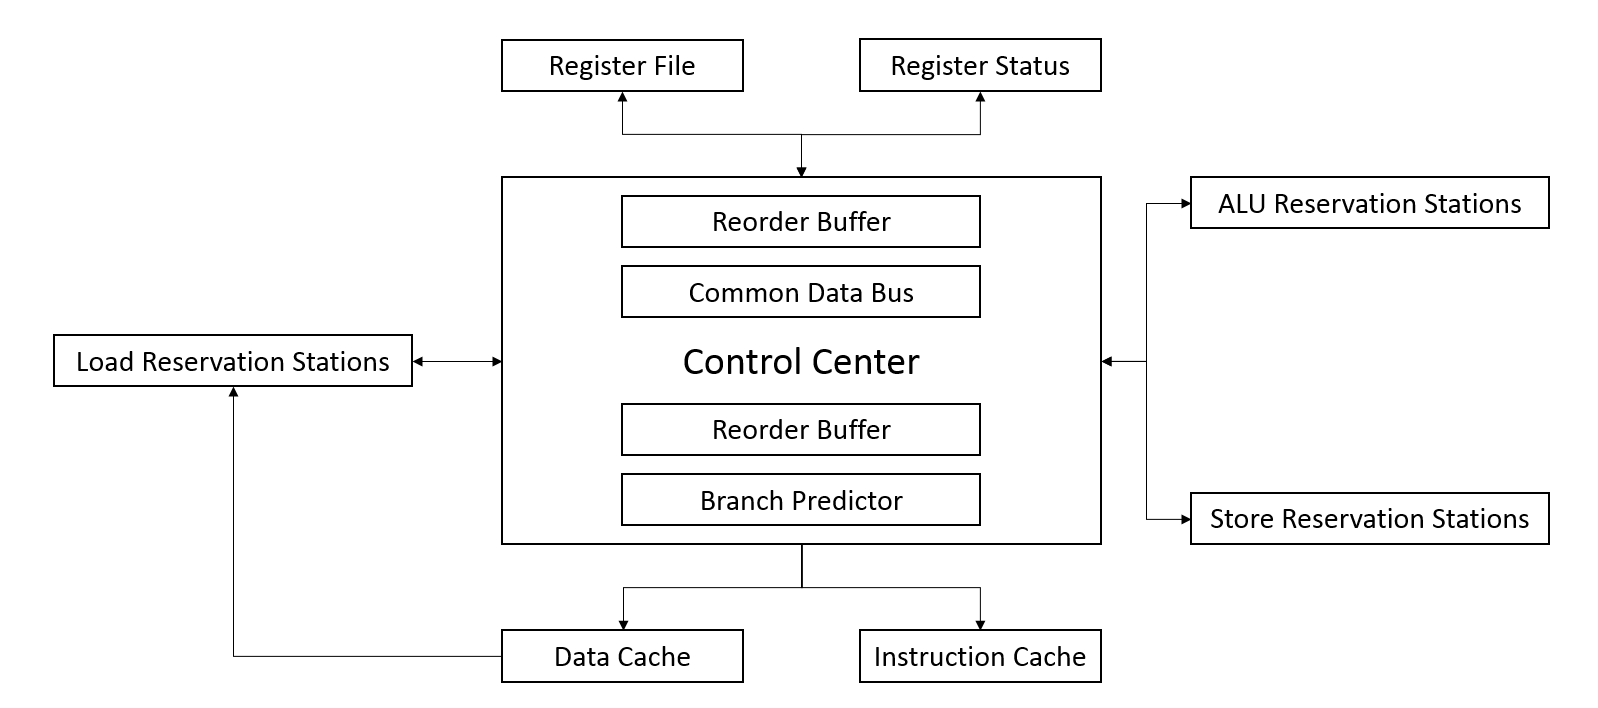 Register File
Register Status
Reorder Buffer
ALU Reservation Stations
Common Data Bus
Load Reservation Stations
Control Center
Reorder Buffer
Branch Predictor
Store Reservation Stations
Data Cache
Instruction Cache